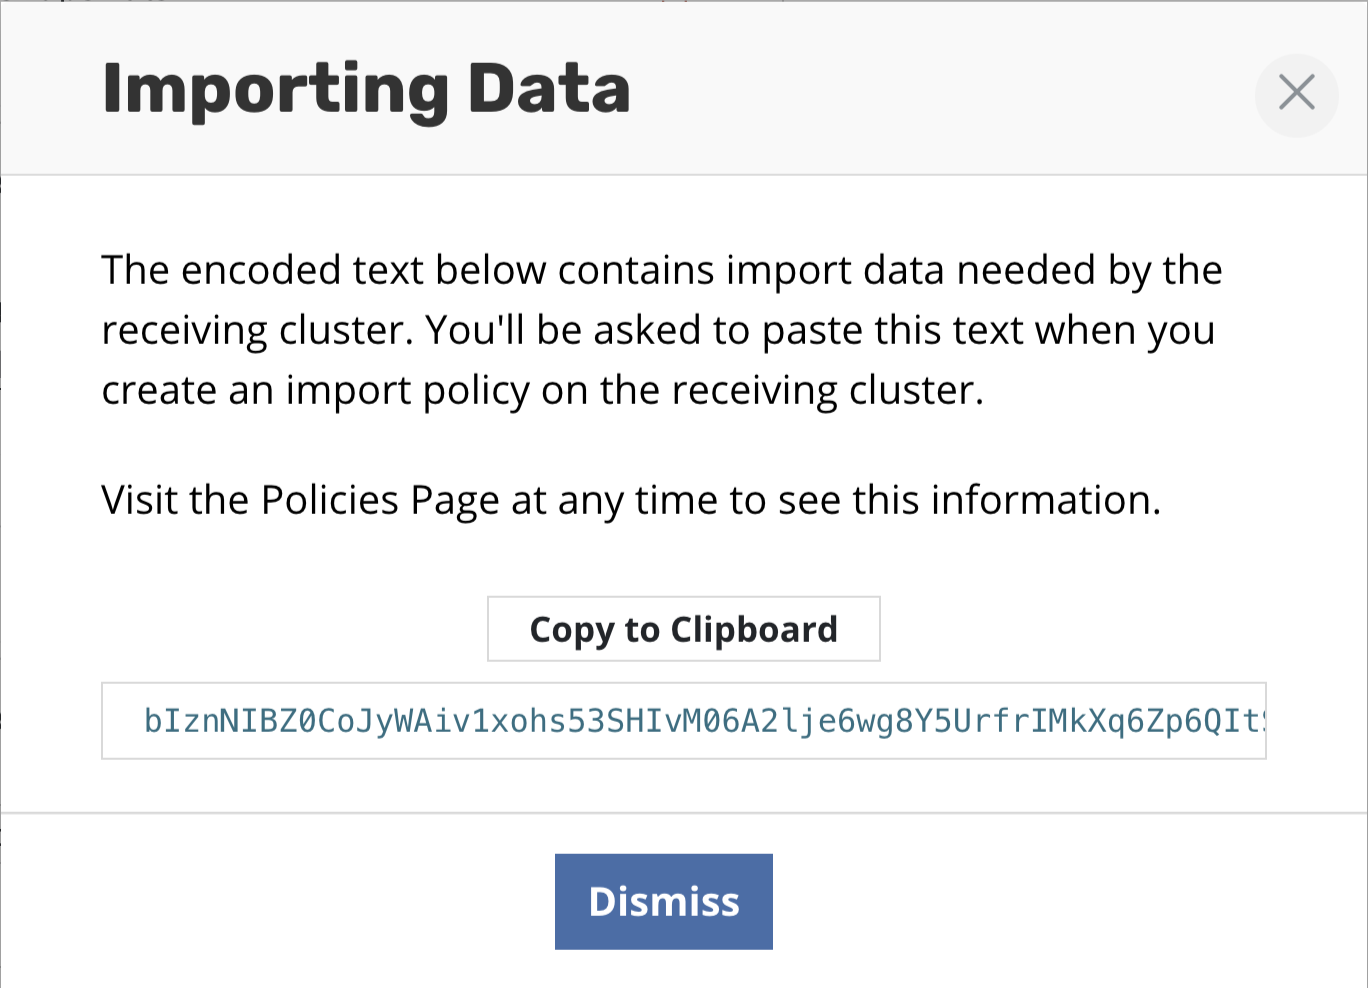 Importing Data
The encoded text below contains import data needed by the
receiving cluster. You'll be asked to paste this text when you
create an import policy on the receiving cluster.
Visit the Policies Page at any time to see this information.
Copy to Clipboard
bIznNIBZ0CoJyWAiv1xohs53SHIvM06A2lje6wg8Y5UrfrIMkXq6Zp6QIt
Dismiss